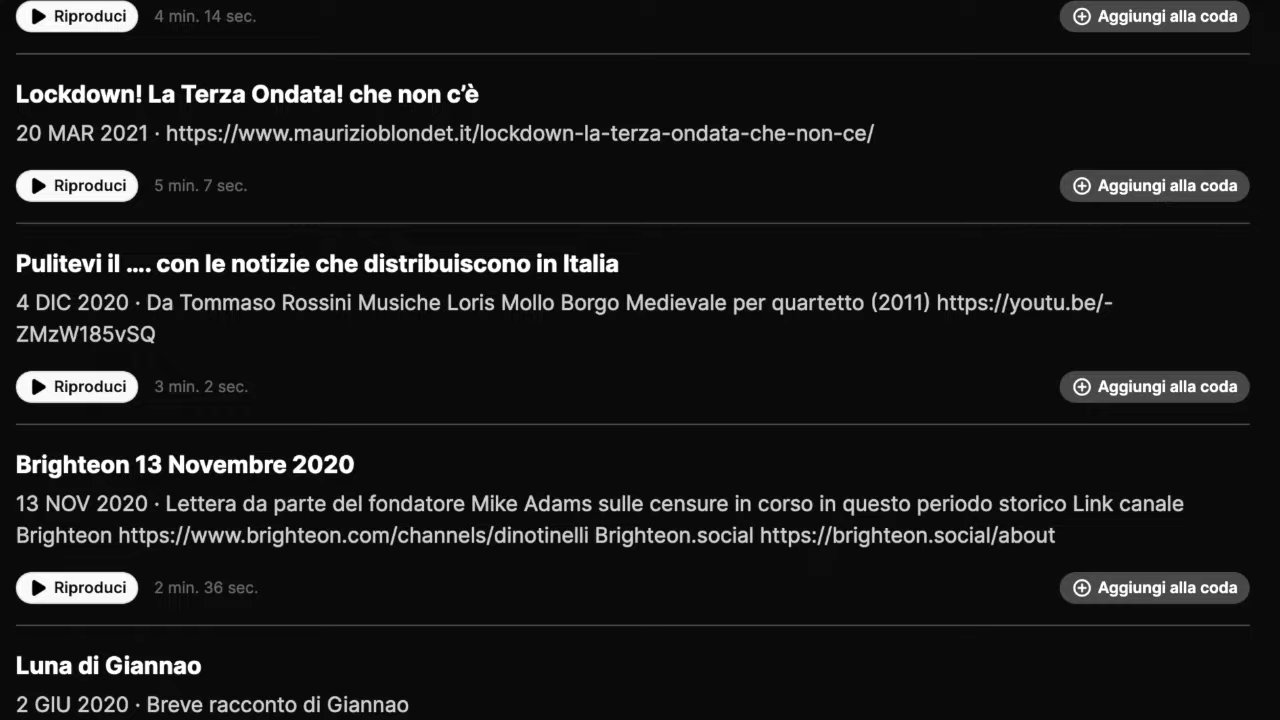 Riproduci 4 min. 14 sec. Aggiungi alla coda
Lockdown! La Terza Ondata! che non c’è
20 MAR 2021 · https://www.maurizioblondet.it/lockdown-la-terza-ondata-che-non-ce/
Riproduci 5 min. 7 sec. Aggiungi alla coda
Pulitevi il .... con le notizie che distribuiscono in Italia
4 DIC 2020 · Da Tommaso Rossini Musiche Loris Mollo Borgo Medievale per quartetto (2011) https://youtu.be/-
ZMzW185vSQ
Riproduci 3 min. 2 sec. Aggiungi alla coda
Brighteon 13 Novembre 2020
13 NOV 2020 · Lettera da parte del fondatore Mike Adams sulle censure in corso in questo periodo storico Link canale
Brighteon https://www.brighteon.com/channels/dinotinelli Brighteon.social https://brighteon.social/about
Riproduci 2 min. 36 sec. Aggiungi alla coda
Luna di Giannao
2 GIU 2020 · Breve racconto di Giannao